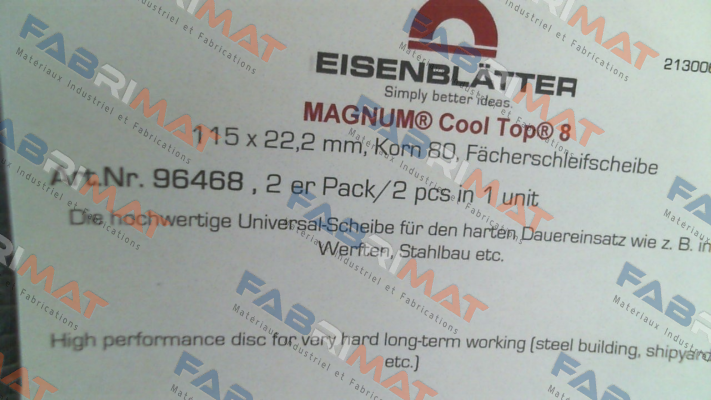 213006
EISENBLÄTTER
Simply better ideas.
MAGNUM® Cool Top® 8
115 x 22,2 mm, Korn 80, Fächerschleifscheibe
Art.Nr. 96468 , 2 er Pack/2 pcs in 1 unit
Die hochwertige Universal-Scheibe für den harten Dauereinsatz wie z. B. in
Werften, Stahlbau etc.
High performance disc for very hard long-term working (steel building, shipyard
etc.)
FABRIMAT
Matériaux Industriel et Fabrications